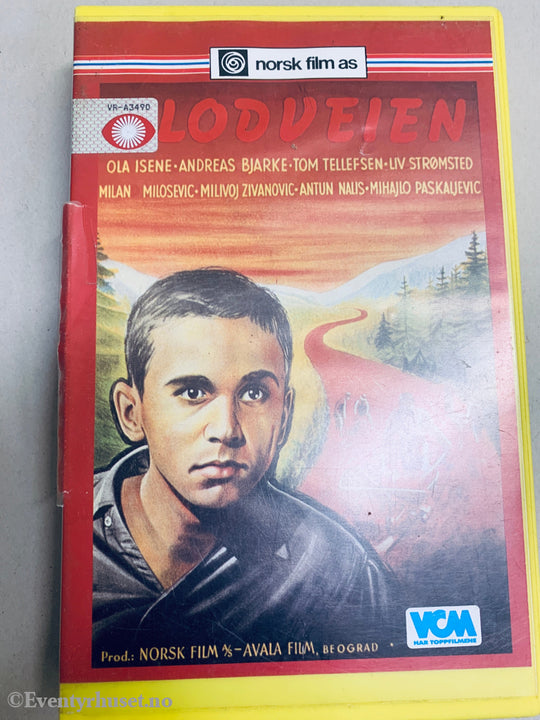 norsk film as
VR-A3490
LODVEIEN
OLA ISENE · ANDREAS BJARKE · TOM TELLEFSEN · LIV STRØMSTED
MILAN MILOSEVIC · MILIVOJ ZIVANOVIC · ANTUN NALIS · MIHAJLO PASKALJEVIC
VCM
HAR TOPPFILMENE
Prod.: NORSK FILM A/S – AVALA FILM, BEOGRAD
©Eventyrhuset.no